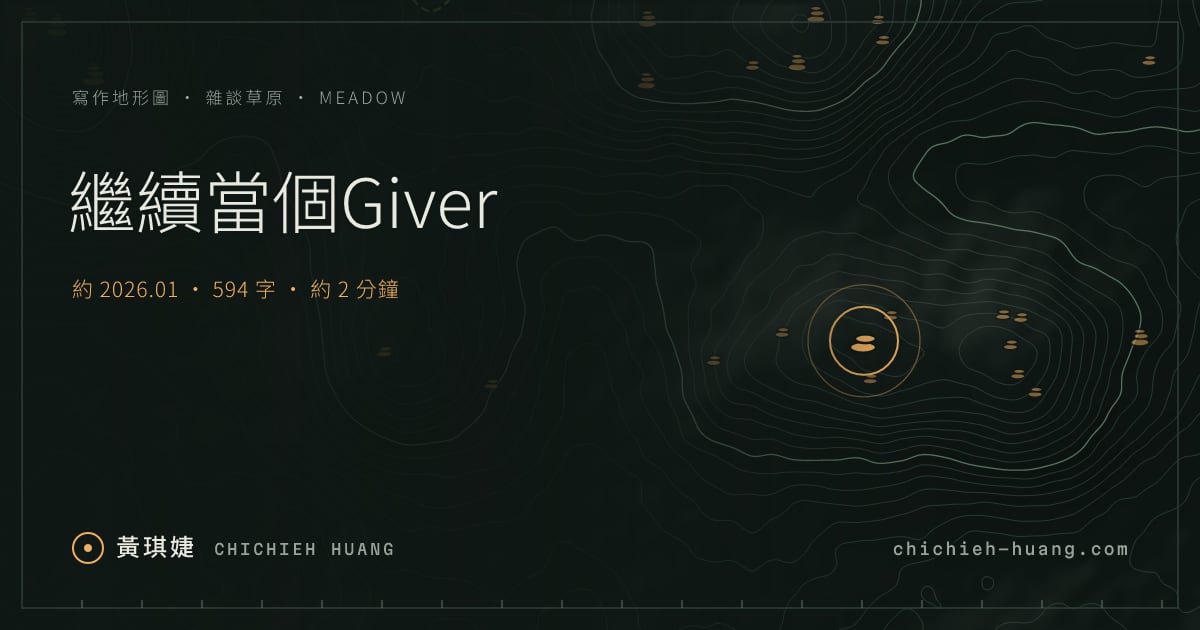 寫作地形圖 · 雜談草原 · MEADOW
繼續當個Giver
約 2026.01 · 594 字 · 約 2 分鐘
黃琪婕 CHICHIEH HUANG
chichieh-huang.com